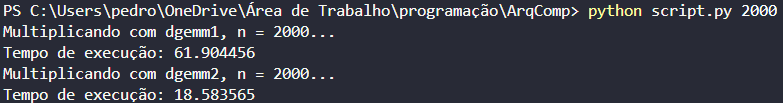 PS C:\Users\pedro\OneDrive\Área de Trabalho\programação\ArqComp> python script.py 2000
Multiplicando com dgemm1, n = 2000...
Tempo de execução: 61.904456
Multiplicando com dgemm2, n = 2000...
Tempo de execução: 18.583565